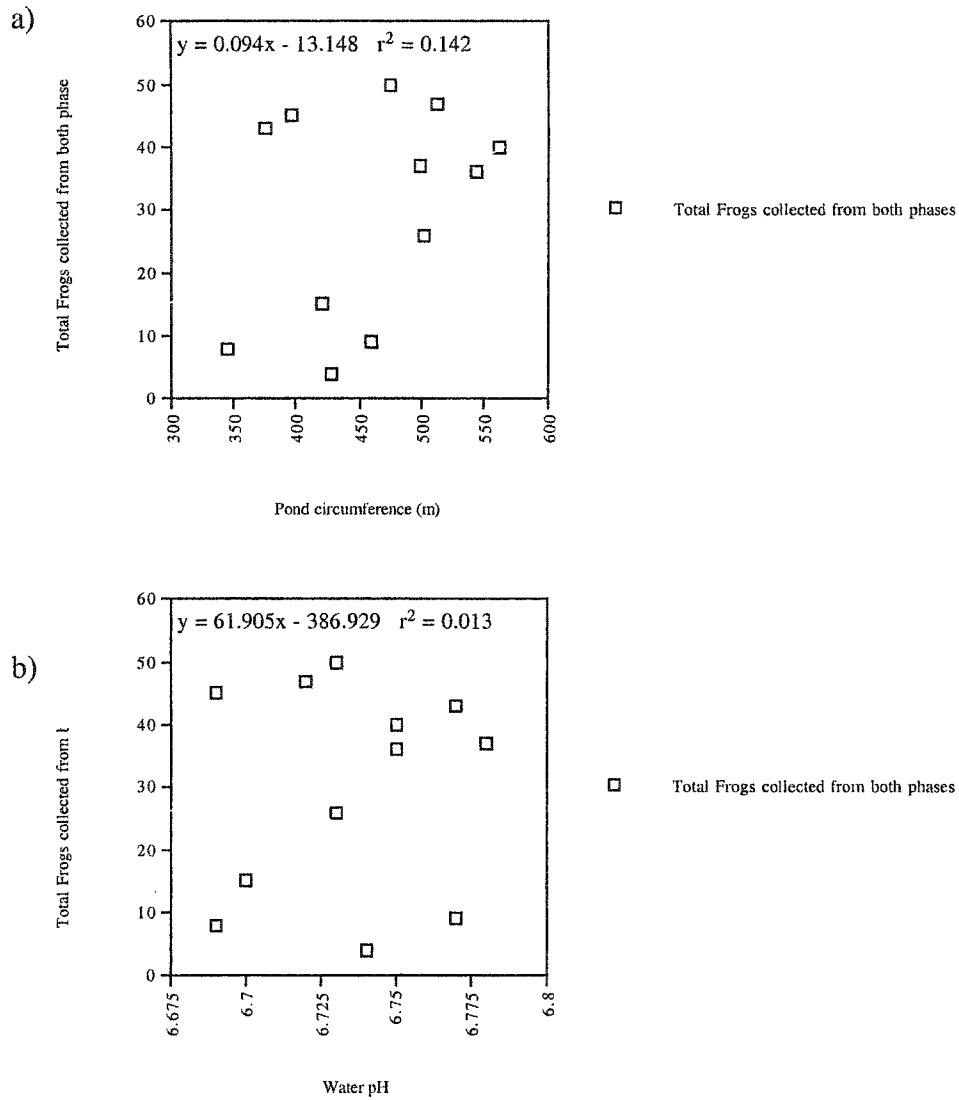 a)
y = 0.094x - 13.148 r² = 0.142
Total Frogs collected from both phase
60
50
40
30
20
10
0
300
350
400
450
500
550
600
Pond circumference (m)
Total Frogs collected from both phases
b)
y = 61.905x - 386.929 r² = 0.013
Total Frogs collected from
60
50
40
30
20
10
0
6.675
6.7
6.725
6.75
6.775
6.8
Water pH
Total Frogs collected from both phases